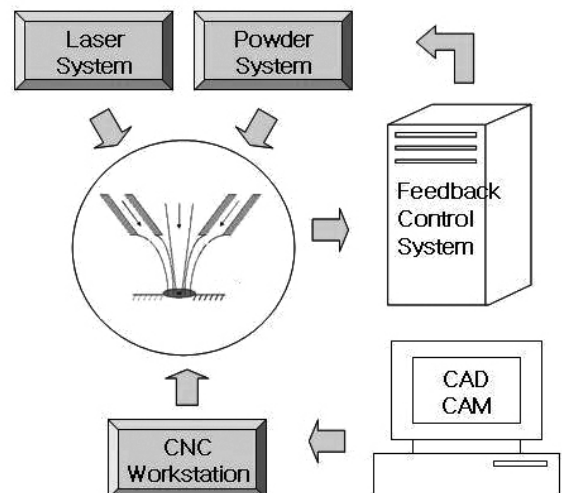 Laser
System
Powder
System
Feedback
Control
System
CAD
CAM
CNC
Workstation